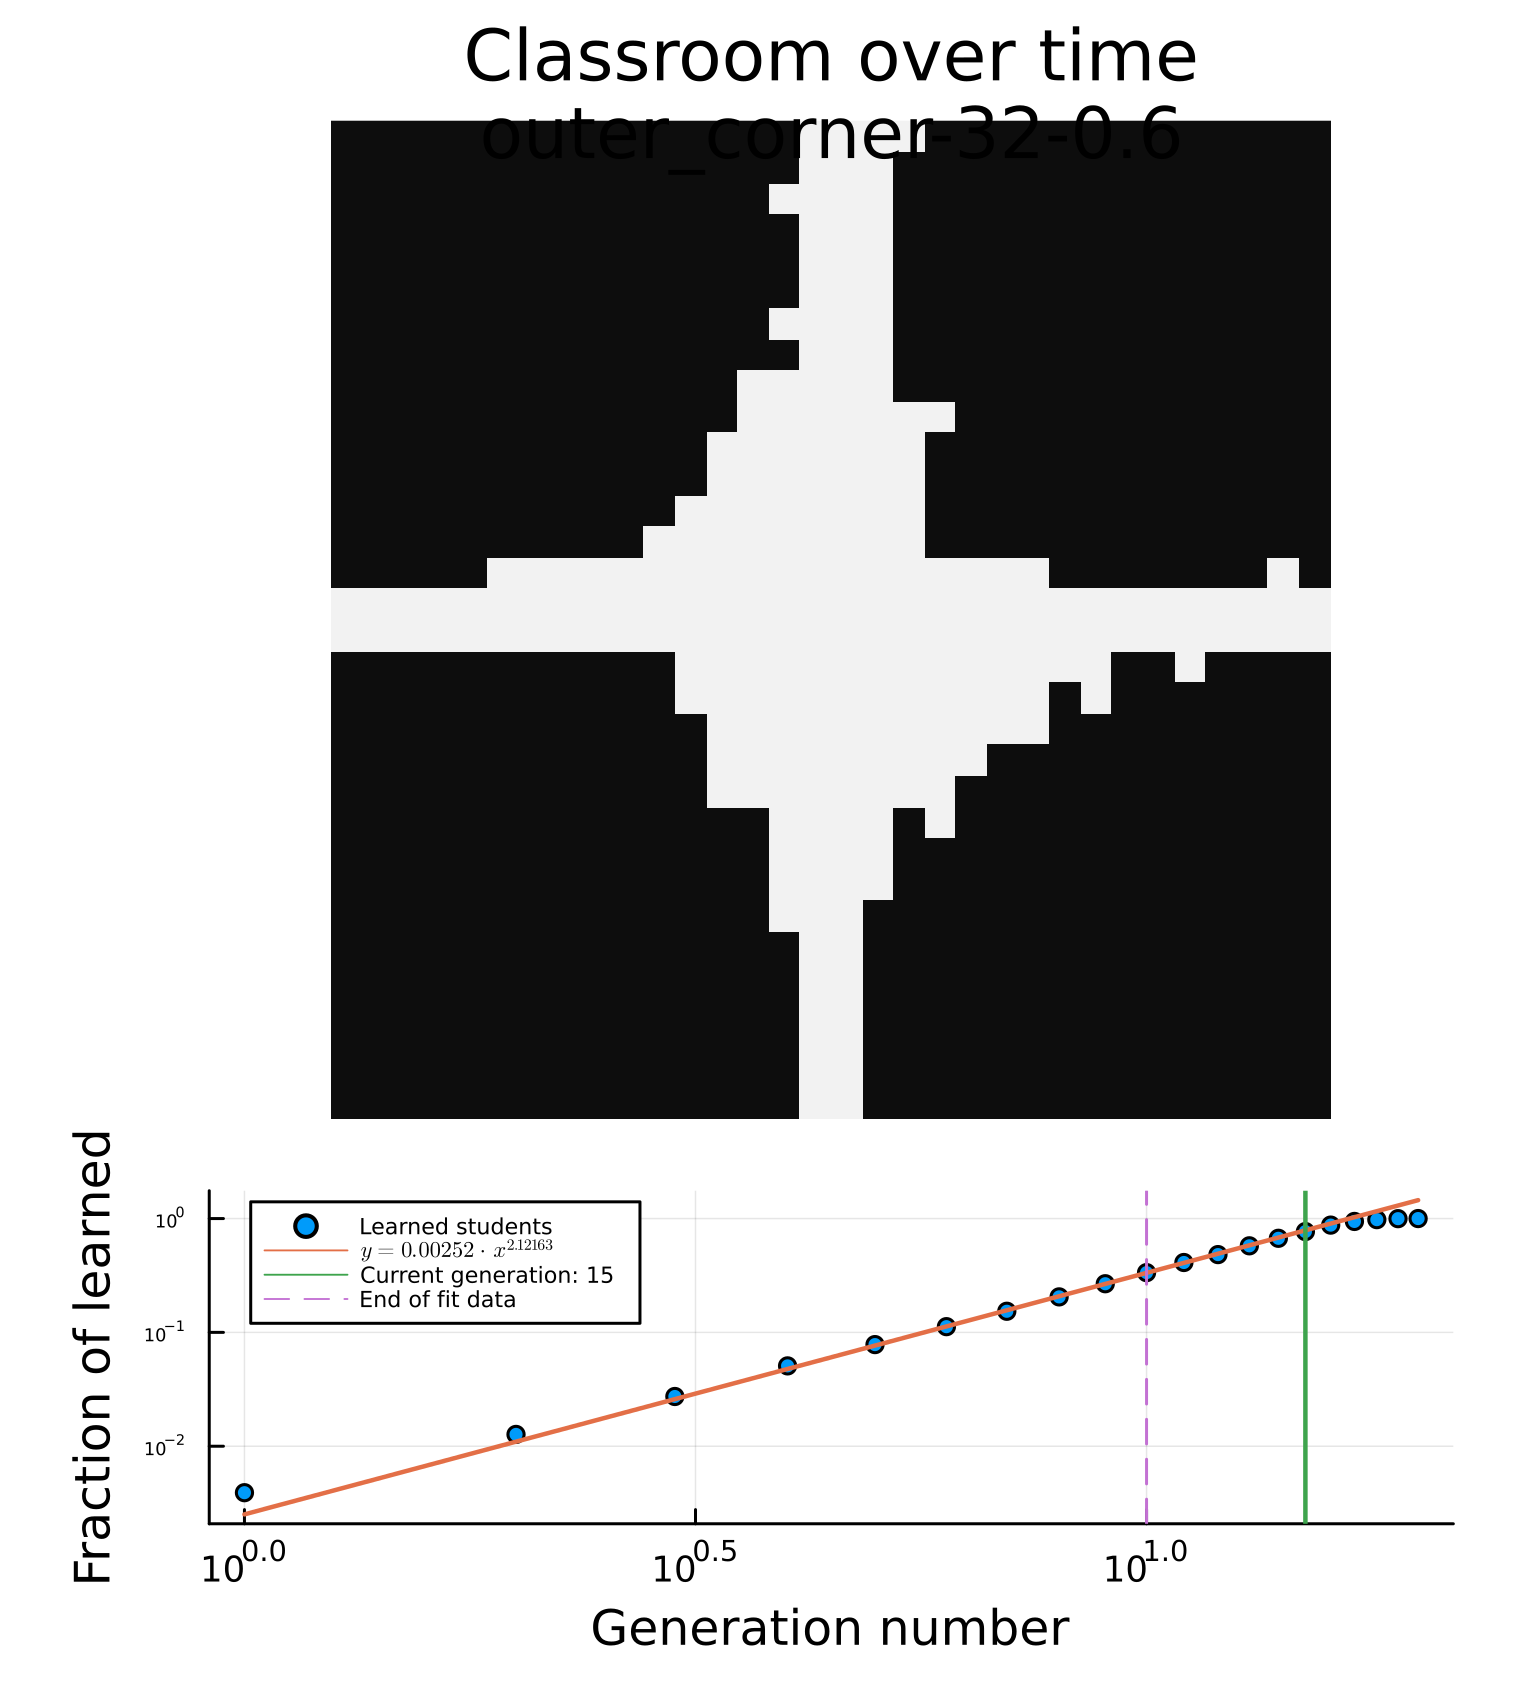 Classroom over time
outer_corner-32-0.6
Fraction of learned
10^0
10^-1
10^-2
Learned students
y = 0.00252 · x^2.12163
Current generation: 15
End of fit data
10^0.0 10^0.5 10^1.0
Generation number